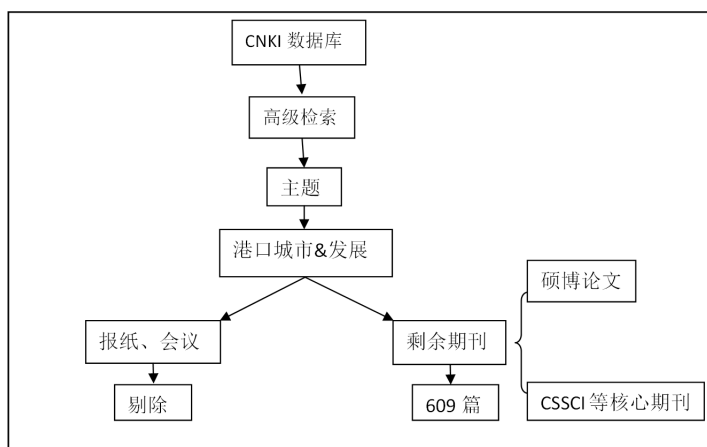 CNKI 数据库
高级检索
主题
港口城市&发展
硕博论文
报纸、会议
剩余期刊
剔除
609 篇
CSSCI 等核心期刊